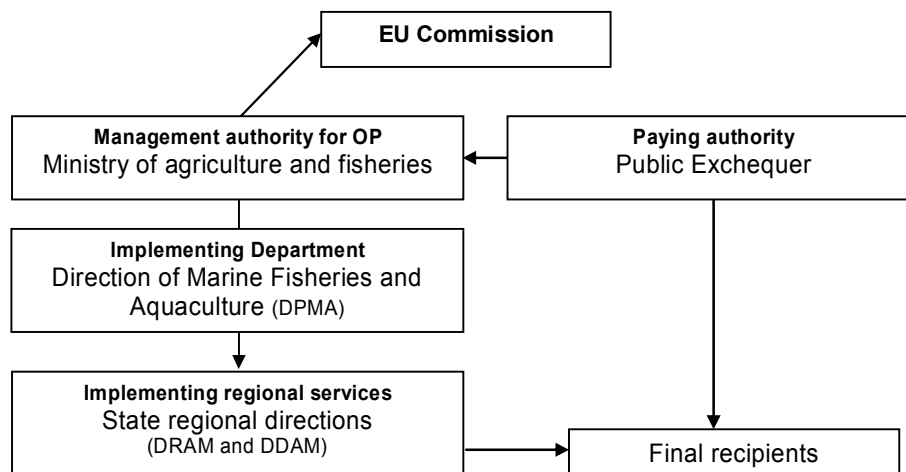 EU Commission
Management authority for OP
Ministry of agriculture and fisheries
Paying authority
Public Exchequer
Implementing Department
Direction of Marine Fisheries and
Aquaculture (DPMA)
Implementing regional services
State regional directions
(DRAM and DDAM)
Final recipients